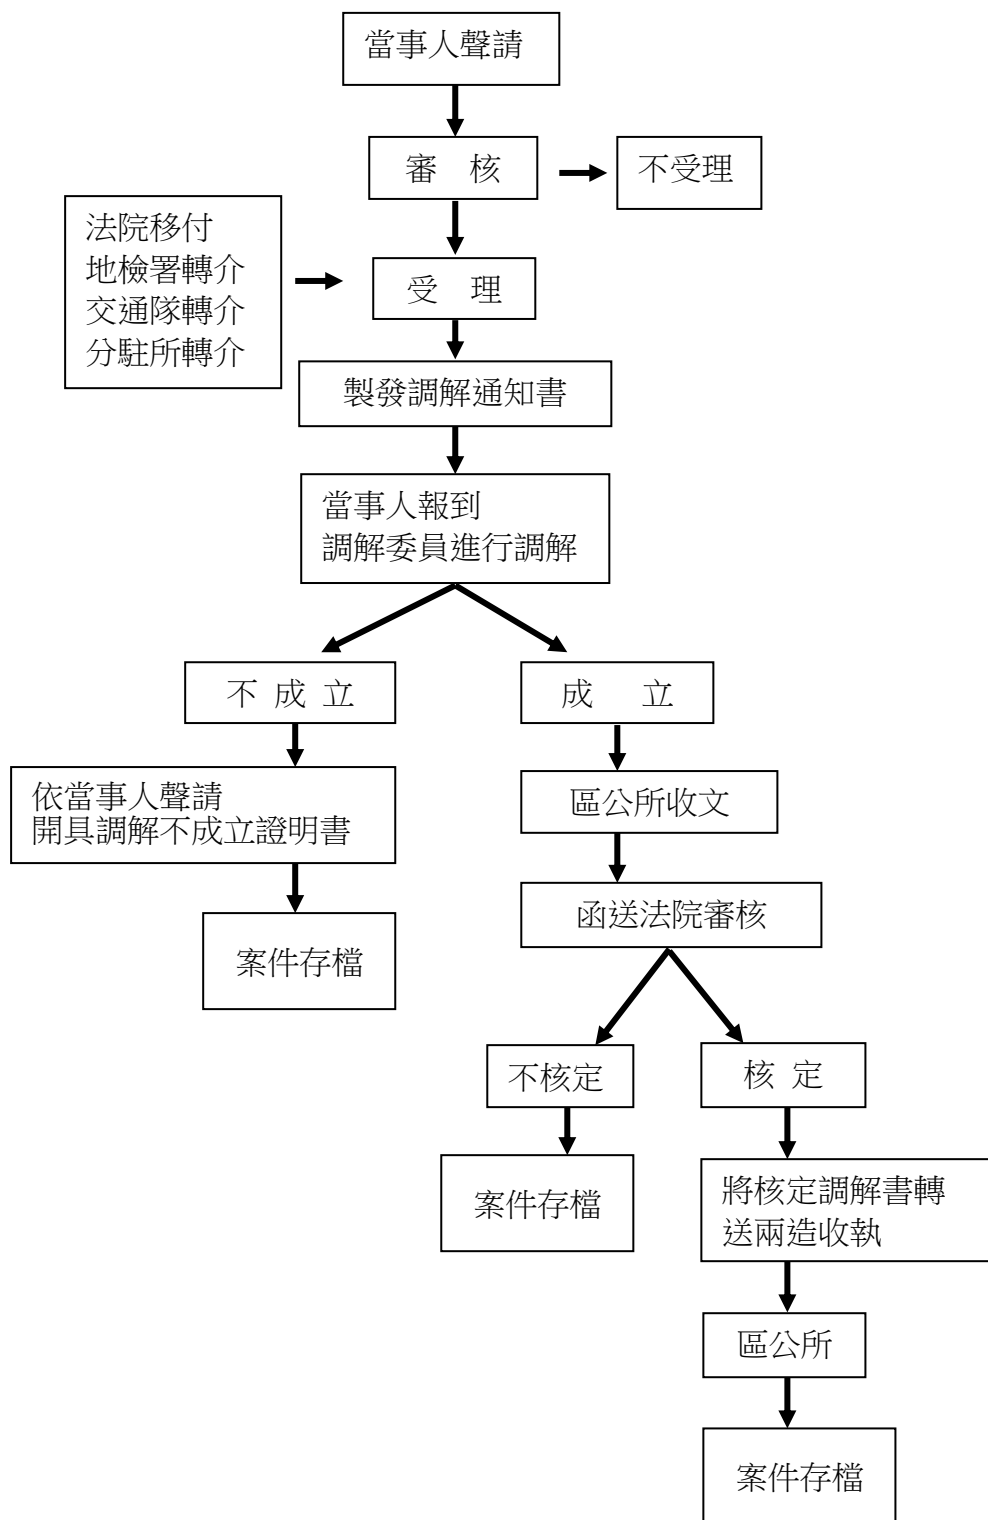 當事人聲請
審　核
不受理
法院移付
地檢署轉介
交通隊轉介
分駐所轉介
受　理
製發調解通知書
當事人報到
調解委員進行調解
不 成 立
成　立
依當事人聲請
開具調解不成立證明書
區公所收文
函送法院審核
案件存檔
不核定
核 定
案件存檔
將核定調解書轉
送兩造收執
區公所
案件存檔